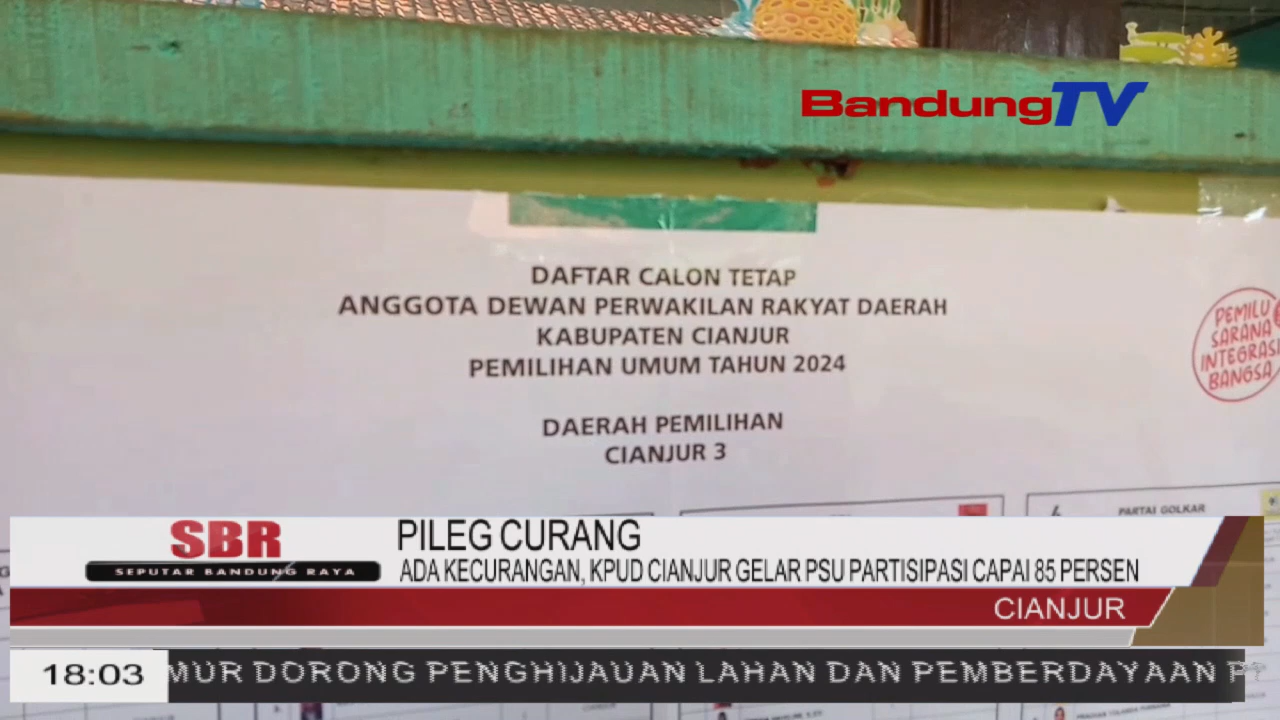 BandungTV
DAFTAR CALON TETAP
ANGGOTA DEWAN PERWAKILAN RAKYAT DAERAH
KABUPATEN CIANJUR
PEMILIHAN UMUM TAHUN 2024
DAERAH PEMILIHAN
CIANJUR 3
PEMILU
SARANA
INTEGRASI
BANGSA
PARTAI GOLKAR
SBR
SEPUTAR BANDUNG RAYA
PILEG CURANG
ADA KECURANGAN, KPUD CIANJUR GELAR PSU PARTISIPASI CAPAI 85 PERSEN
CIANJUR
18:03
MUR DORONG PENGHIJAUAN LAHAN DAN PEMBERDAYAAN
CIANJUR